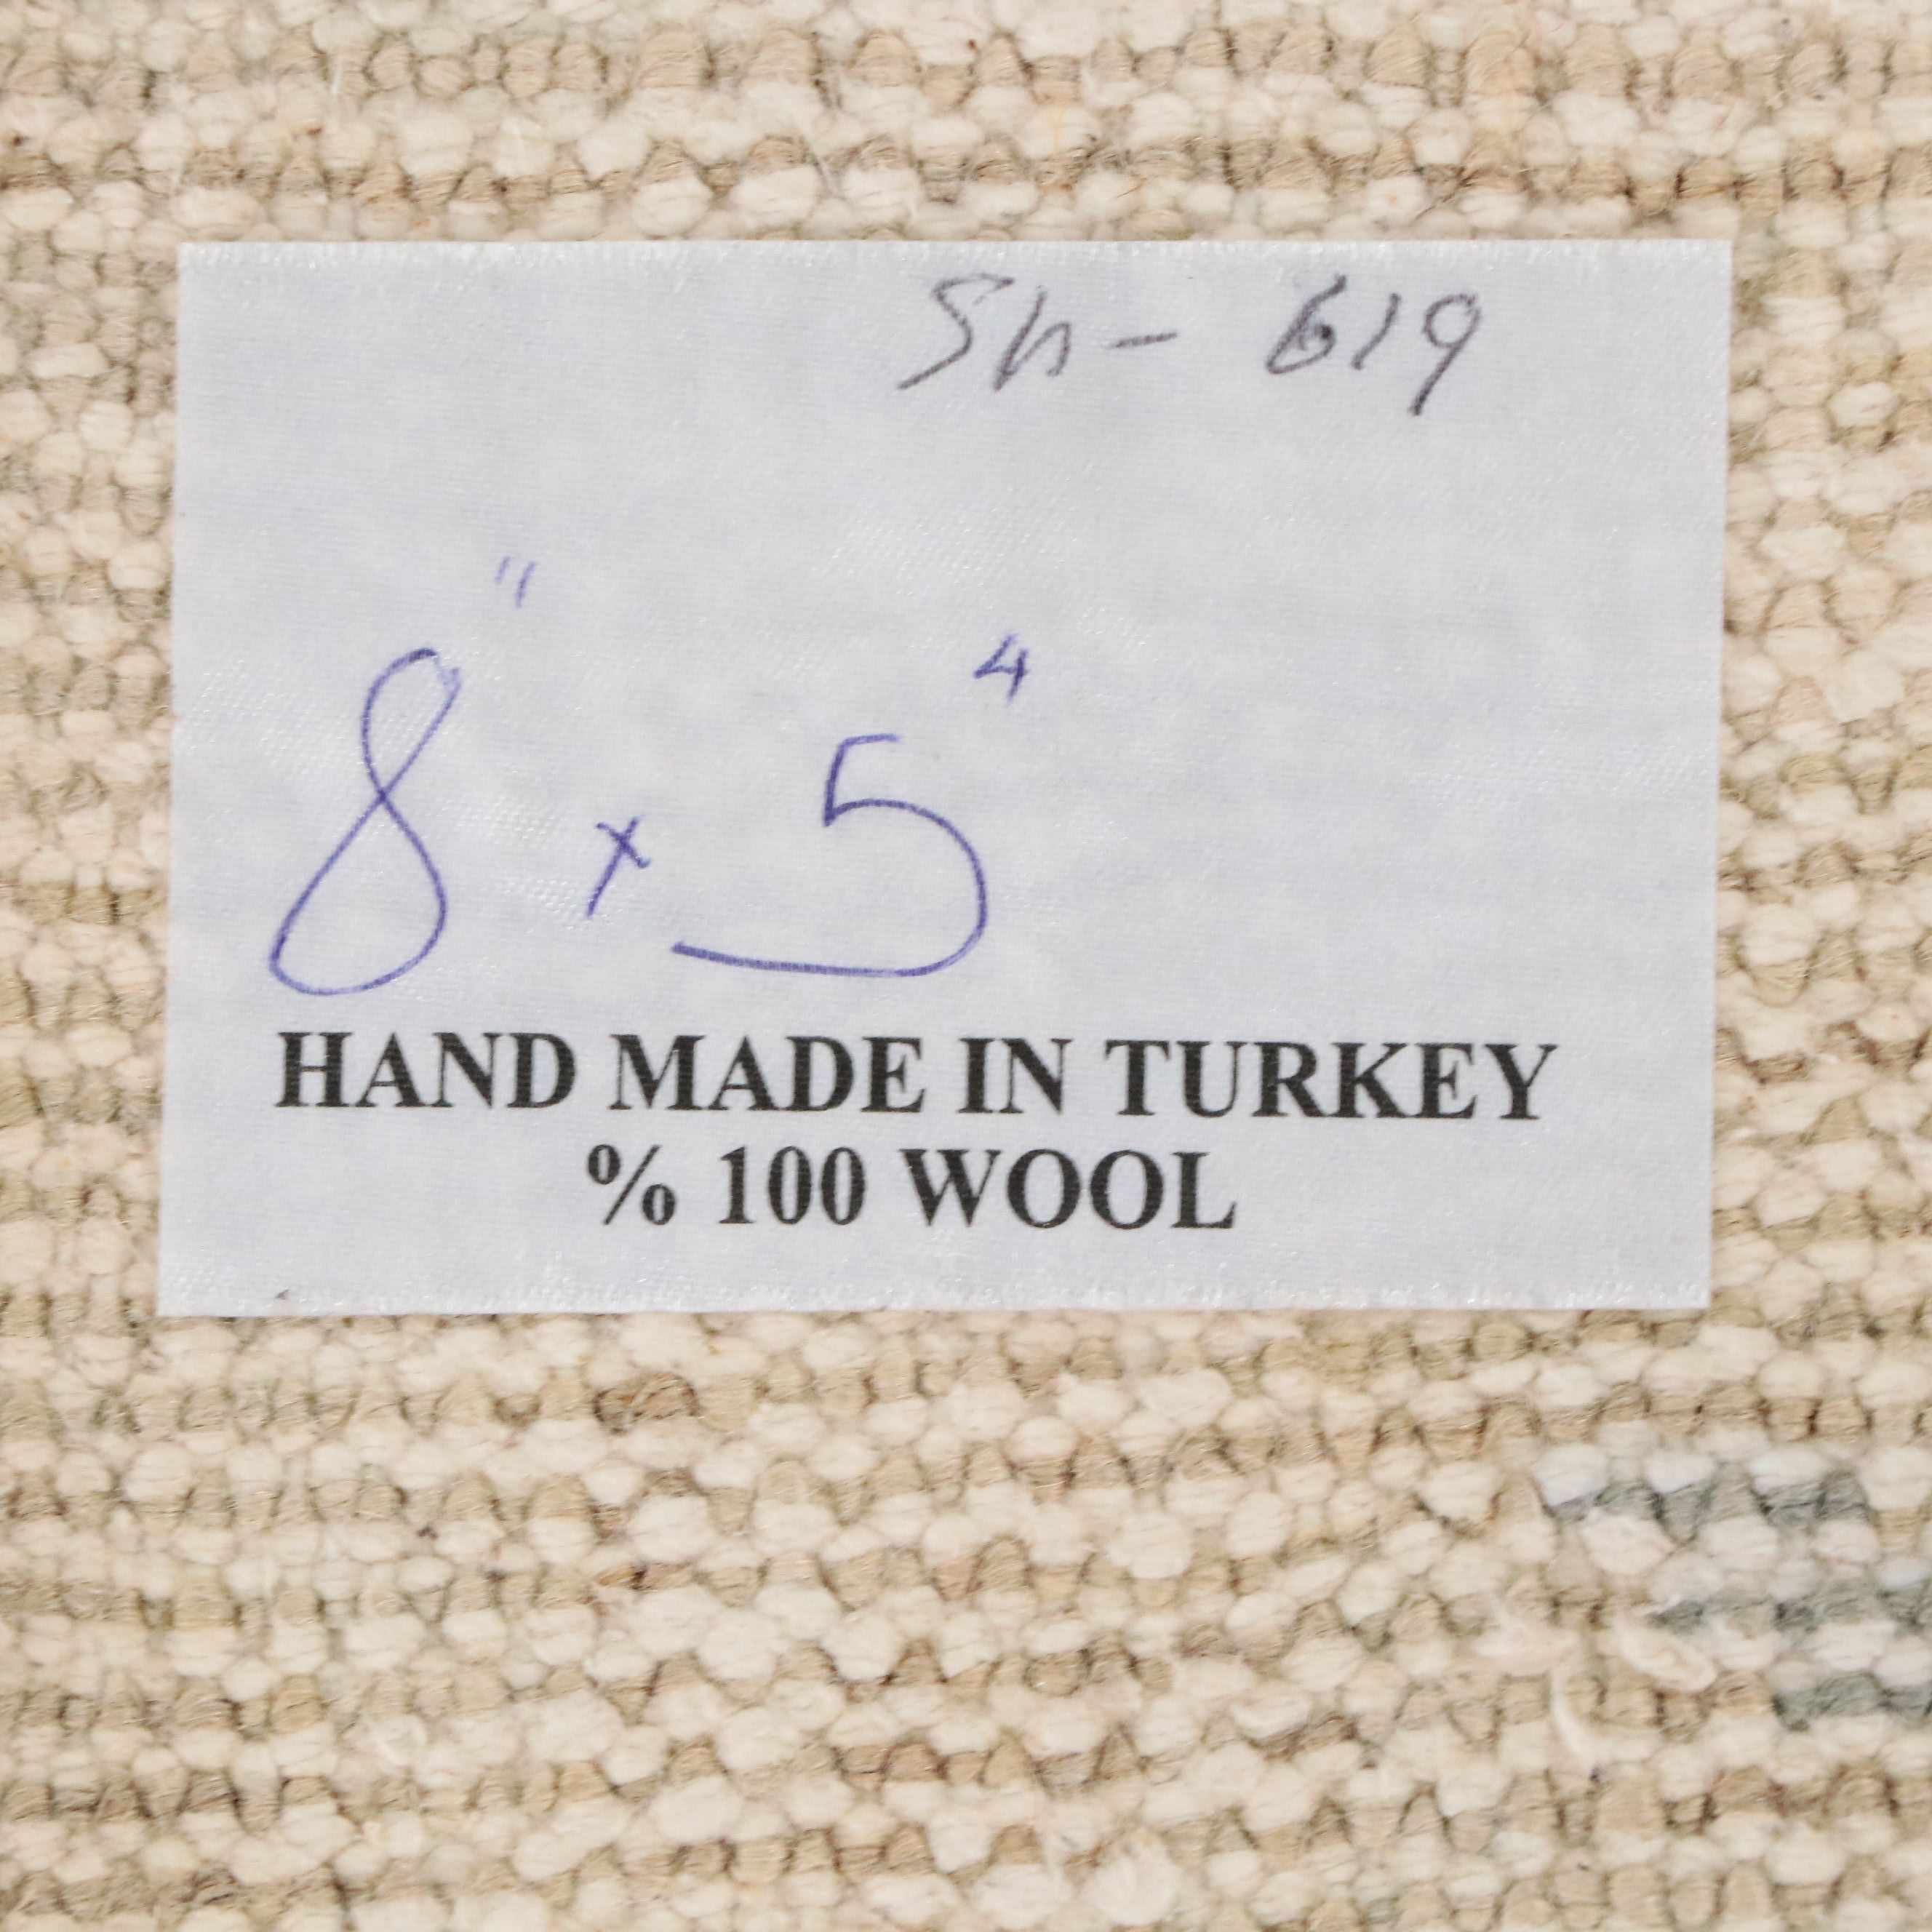 Sh- 619
8" x 5⁴
HAND MADE IN TURKEY
% 100 WOOL